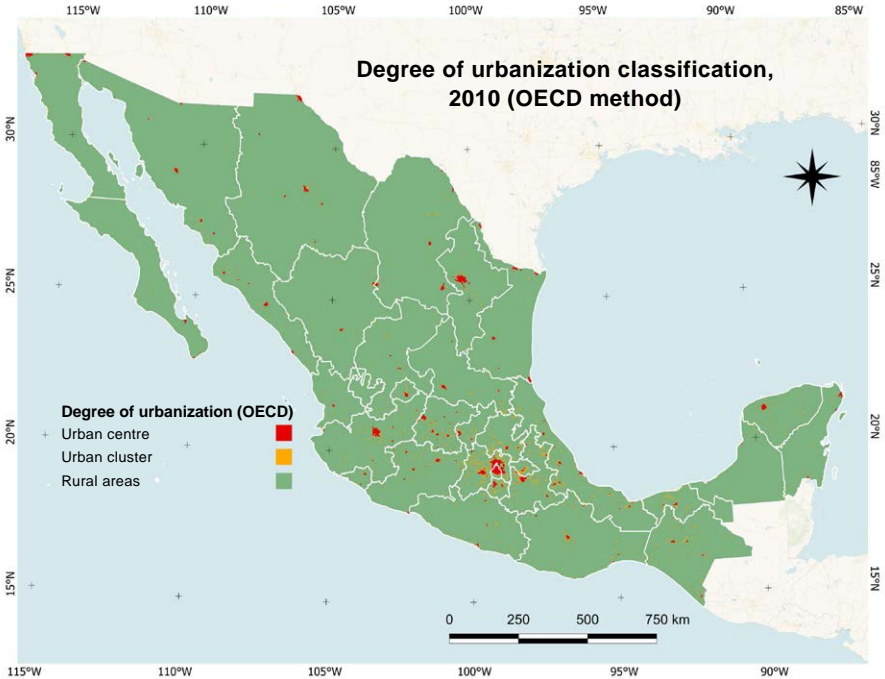 115°W 110°W 105°W 100°W 95°W 90°W 85°W
Degree of urbanization classification,
2010 (OECD method)
30°N
25°N
20°N
15°N
30°N
85°W
25°N
20°N
15°N
Degree of urbanization (OECD)
Urban centre
Urban cluster
Rural areas
0 250 500 750 km
115°W 110°W 105°W 100°W 95°W 90°W